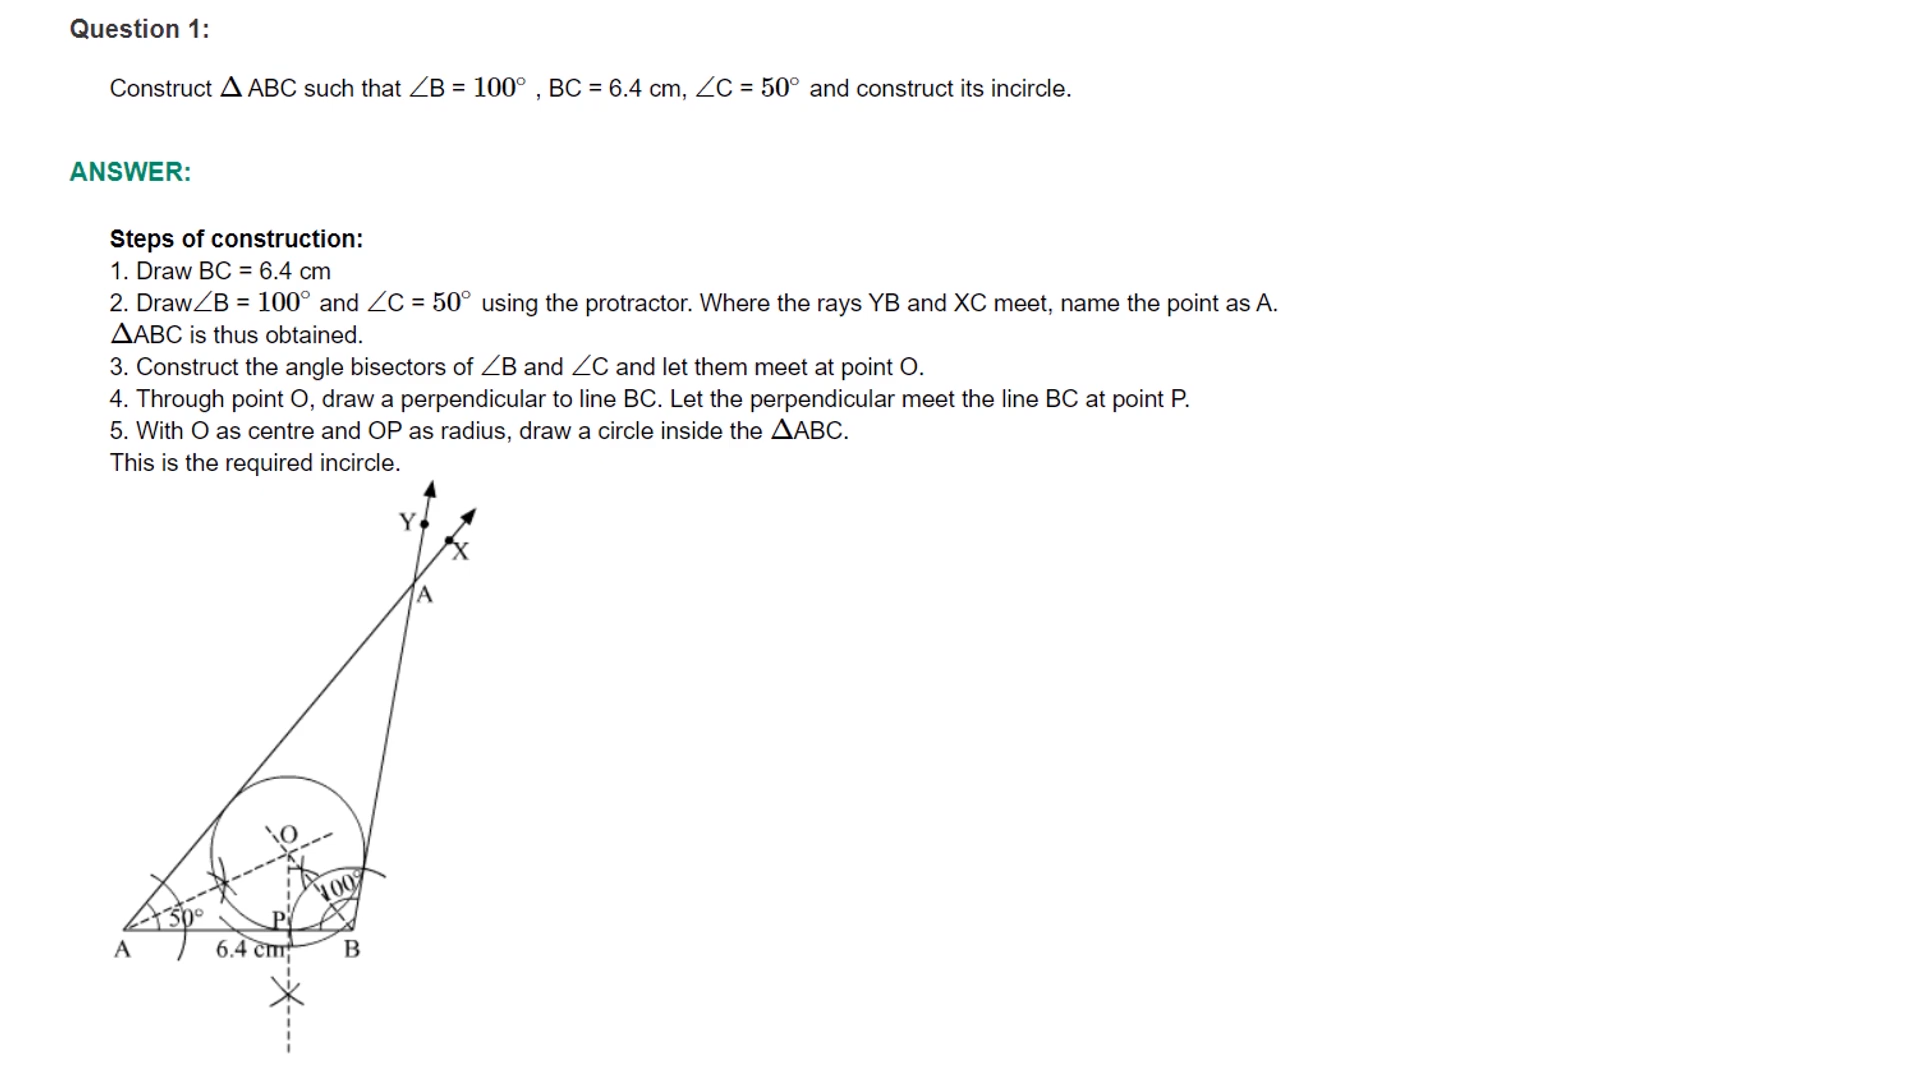 Question 1:
Construct Δ ABC such that ∠B = 100° , BC = 6.4 cm, ∠C = 50° and construct its incircle.
ANSWER:
Steps of construction:
1. Draw BC = 6.4 cm
2. Draw∠B = 100° and ∠C = 50° using the protractor. Where the rays YB and XC meet, name the point as A.
ΔABC is thus obtained.
3. Construct the angle bisectors of ∠B and ∠C and let them meet at point O.
4. Through point O, draw a perpendicular to line BC. Let the perpendicular meet the line BC at point P.
5. With O as centre and OP as radius, draw a circle inside the ΔABC.
This is the required incircle.
Y
X
A
O
100°
50°
P
A
6.4 cm
B